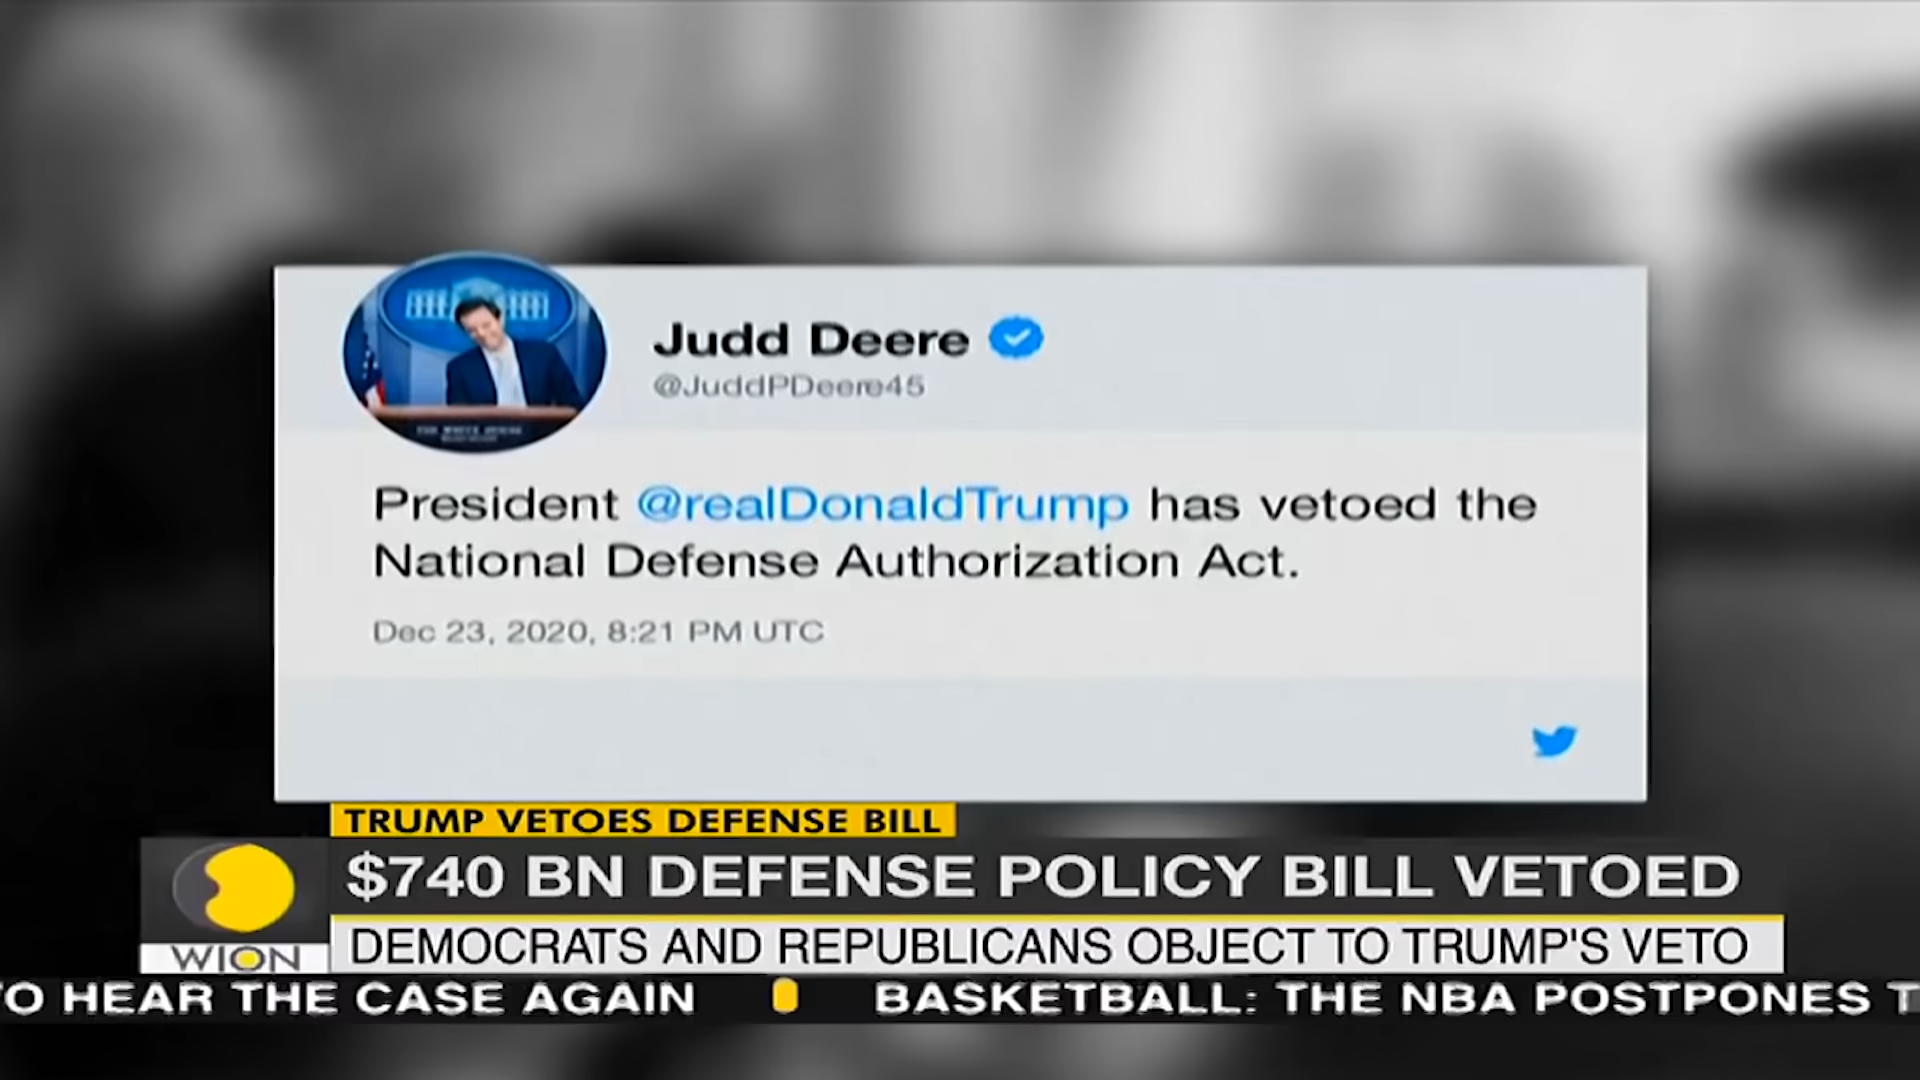 Judd Deere
@JuddPDeere45
President @realDonaldTrump has vetoed the
National Defense Authorization Act.
Dec 23, 2020, 8:21 PM UTC
TRUMP VETOES DEFENSE BILL
$740 BN DEFENSE POLICY BILL VETOED
WION
DEMOCRATS AND REPUBLICANS OBJECT TO TRUMP'S VETO
TO HEAR THE CASE AGAIN BASKETBALL: THE NBA POSTPONES